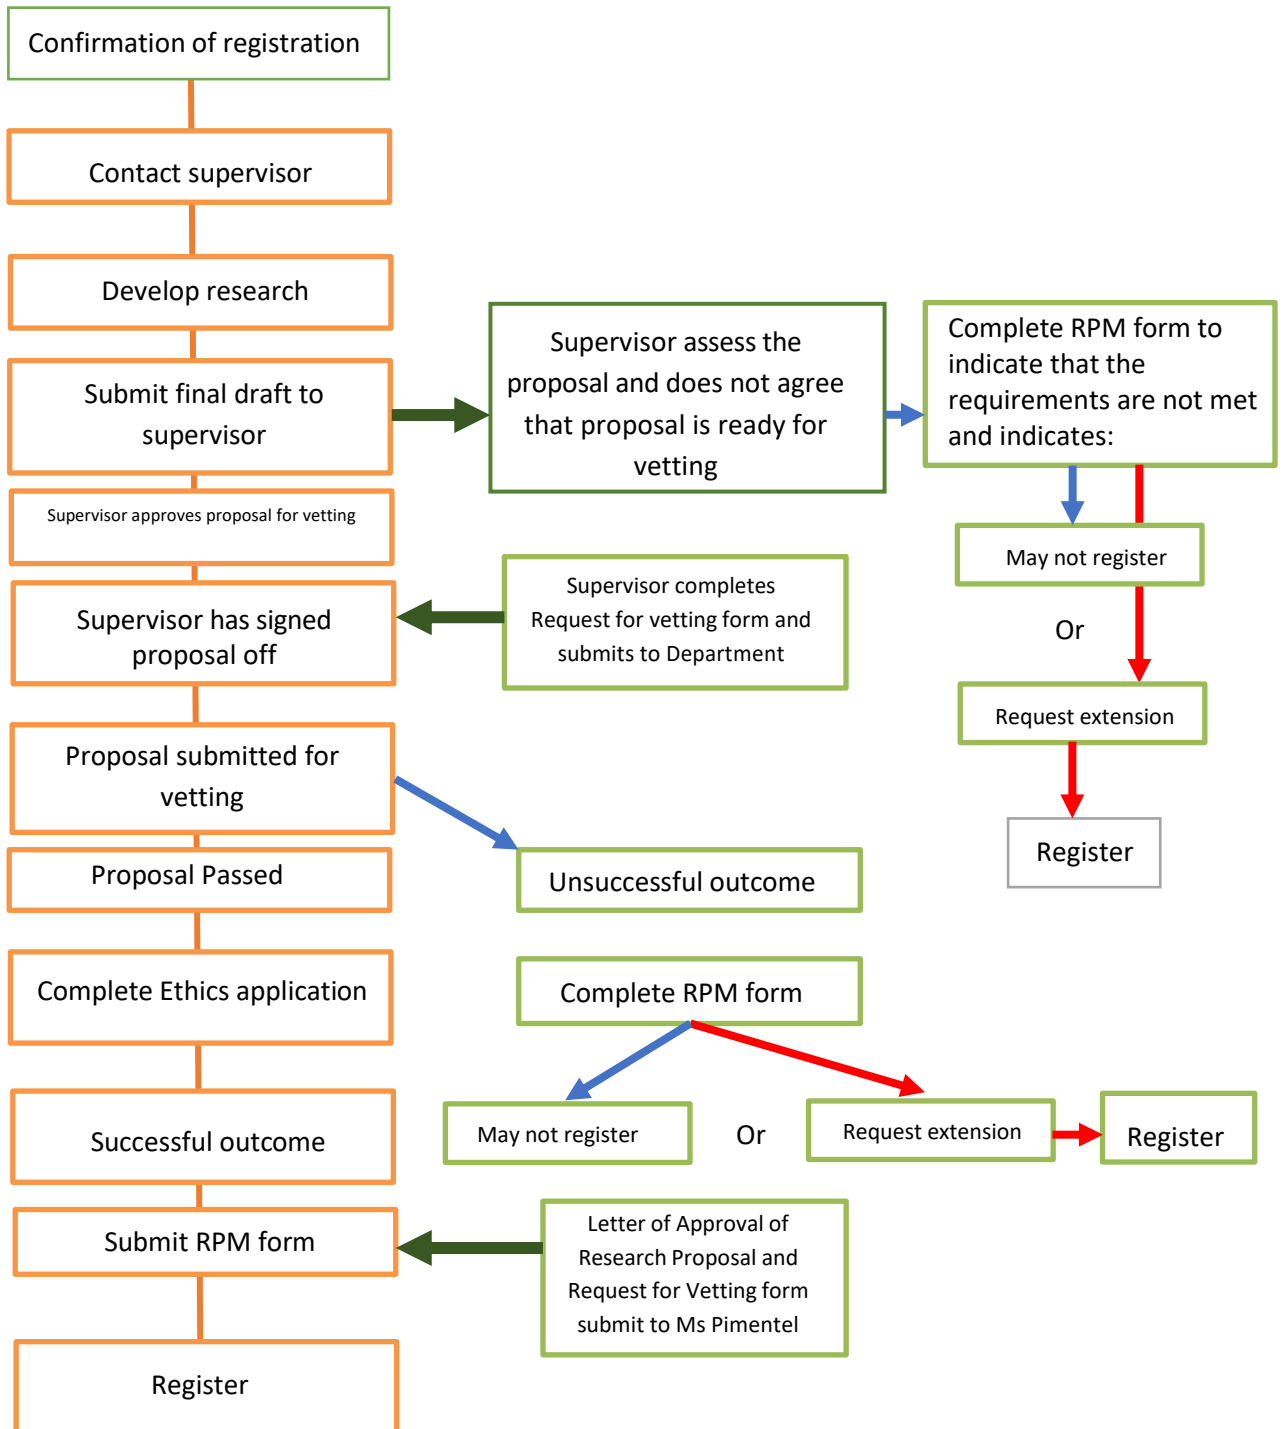 Confirmation of registration
Contact supervisor
Develop research
Submit final draft to
supervisor
Supervisor assess the
proposal and does not agree
that proposal is ready for
vetting
Complete RPM form to
indicate that the
requirements are not met
and indicates:
Supervisor approves proposal for vetting
May not register
Or
Request extension
Register
Supervisor has signed
proposal off
Supervisor completes
Request for vetting form and
submits to Department
Proposal submitted for
vetting
Proposal Passed
Unsuccessful outcome
Complete Ethics application
Complete RPM form
May not register
Or
Request extension
Register
Successful outcome
Submit RPM form
Letter of Approval of
Research Proposal and
Request for Vetting form
submit to Ms Pimentel
Register